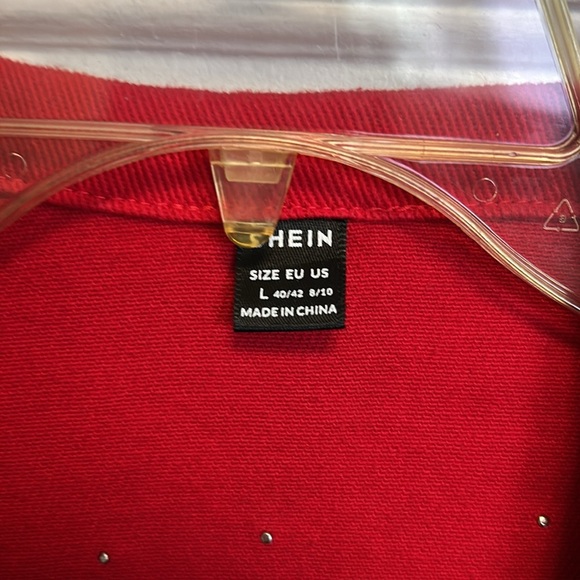 HEIN
SIZE EU US
L 40/42 8/10
MADE IN CHINA